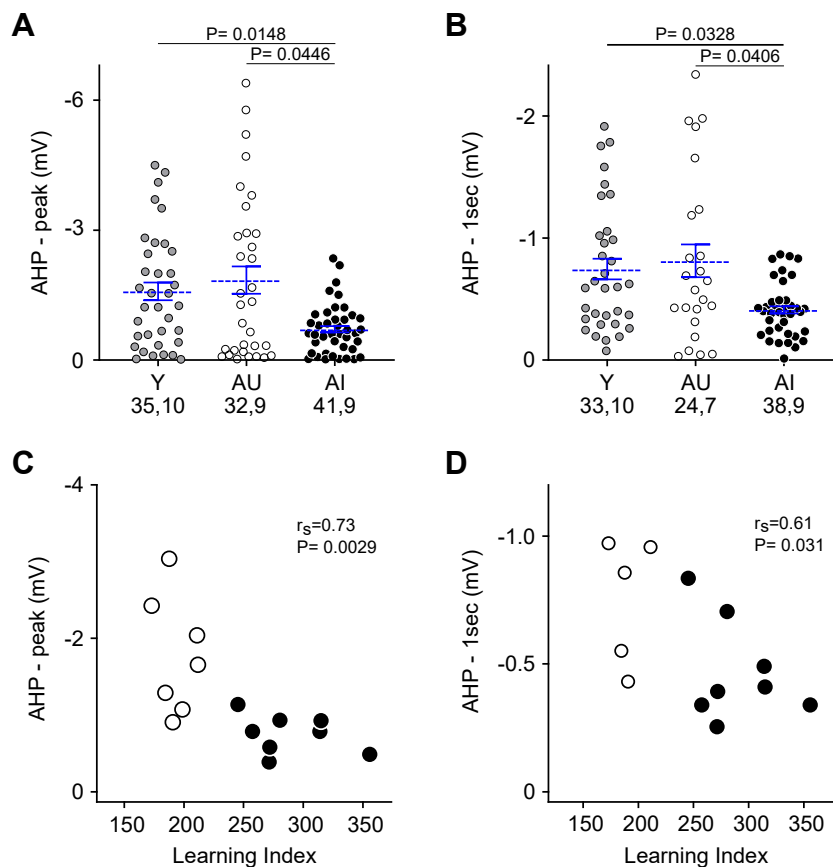 A
P= 0.0148
P= 0.0446
AHP - peak (mV)
-6
-3
0
Y
AU
AI
35,10
32,9
41,9
B
P= 0.0328
P= 0.0406
AHP - 1sec (mV)
-2
-1
0
Y
AU
AI
33,10
24,7
38,9
C
AHP - peak (mV)
-4
-2
0
rs=0.73
P= 0.0029
150
200
250
300
350
Learning Index
D
AHP - 1sec (mV)
-1.0
-0.5
0
rs=0.61
P= 0.031
150
200
250
300
350
Learning Index